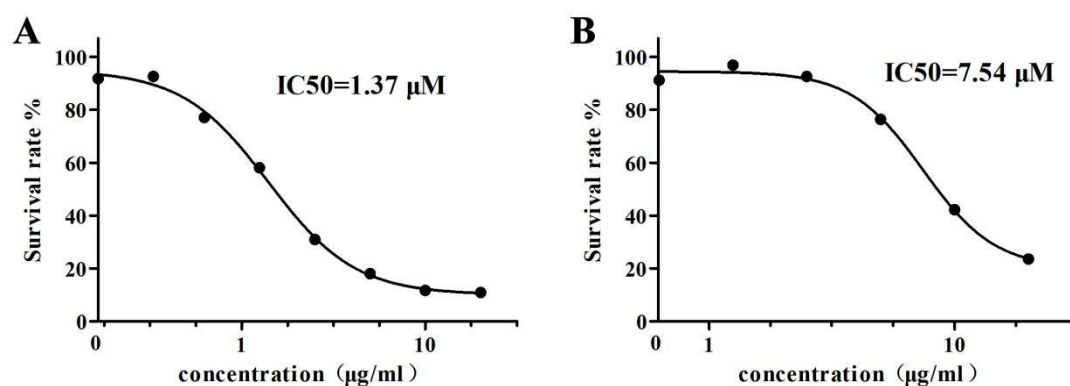 A
IC50=1.37 μM
Survival rate %
100
80
60
40
20
0
0
1
10
concentration（μg/ml）
B
IC50=7.54 μM
Survival rate %
100
80
60
40
20
0
0
1
10
concentration（μg/ml）